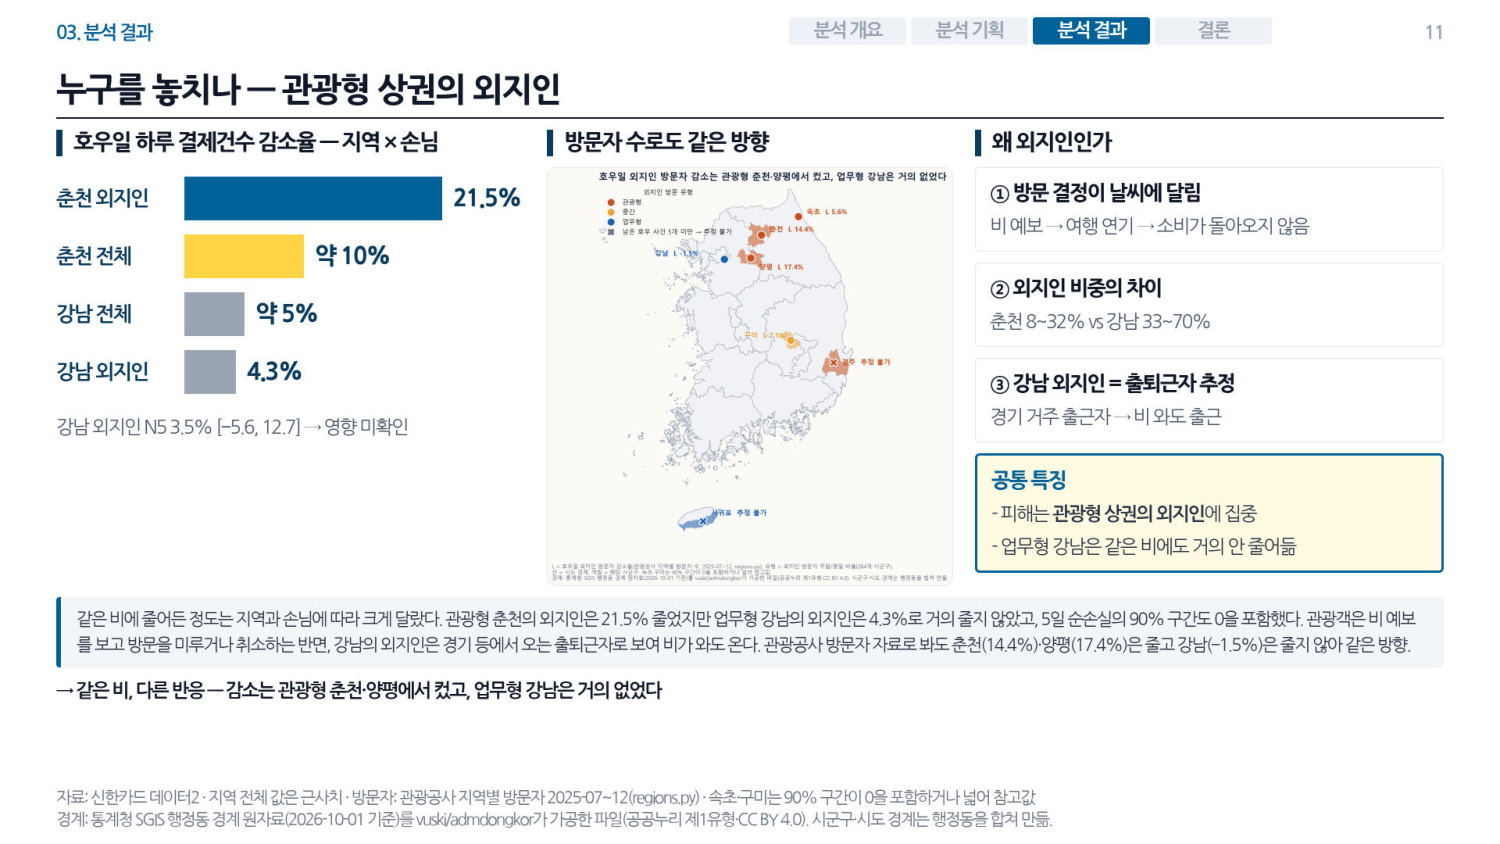 03. 분석 결과
분석 개요
분석 기획
분석 결과
결론
11
누구를 놓치나 — 관광형 상권의 외지인
호우일 하루 결제건수 감소율 — 지역 × 손님
춘천 외지인
21.5%
춘천 전체
약 10%
강남 전체
약 5%
강남 외지인
4.3%
강남 외지인 N5 3.5% [−5.6, 12.7] → 영향 미확인
방문자 수로도 같은 방향
호우일 외지인 방문자 감소는 관광형 춘천·양평에서 컸고, 업무형 강남은 거의 없었다
외지인 방문 유형
관광형
중간
업무형
남은 호우 사건 5개 미만 → 추정 불가
속초 L 5.6%
춘천 L 14.4%
강남 L -1.5%
양평 L 17.4%
구미 L-7.1%
경주 추정 불가
서귀포 추정 불가
왜 외지인인가
① 방문 결정이 날씨에 달림
비 예보 → 여행 연기 → 소비가 돌아오지 않음
② 외지인 비중의 차이
춘천 8~32% vs 강남 33~70%
③ 강남 외지인 = 출퇴근자 추정
경기 거주 출근자 → 비 와도 출근
공통 특징
- 피해는 관광형 상권의 외지인에 집중
- 업무형 강남은 같은 비에도 거의 안 줄어듦
같은 비에 줄어든 정도는 지역과 손님에 따라 크게 달랐다. 관광형 춘천의 외지인은 21.5% 줄었지만 업무형 강남의 외지인은 4.3%로 거의 줄지 않았고, 5일 순손실의 90% 구간도 0을 포함했다. 관광객은 비 예보
를 보고 방문을 미루거나 취소하는 반면, 강남의 외지인은 경기 등에서 오는 출퇴근자로 보여 비가 와도 온다. 관광공사 방문자 자료로 봐도 춘천(14.4%)·양평(17.4%)은 줄고 강남(−1.5%)은 줄지 않아 같은 방향.
→ 같은 비, 다른 반응 — 감소는 관광형 춘천·양평에서 컸고, 업무형 강남은 거의 없었다
자료: 신한카드 데이터2 · 지역 전체 값은 근사치 · 방문자: 관광공사 지역별 방문자 2025-07~12(regions.py) · 속초·구미는 90% 구간이 0을 포함하거나 넓어 참고값
경계: 통계청 SGIS 행정동 경계 원자료(2026-10-01 기준)를 vuski/admdongkor가 가공한 파일(공공누리 제1유형·CC BY 4.0). 시군구·시도 경계는 행정동을 합쳐 만듦.